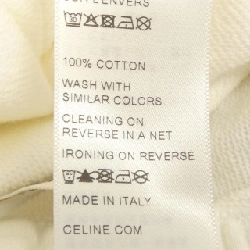 100% COTTON
WASH WITH
SIMILAR COLORS
CLEANING ON
REVERSE IN A NET
IRONING ON REVERSE
MADE IN ITALY
CELINE COM